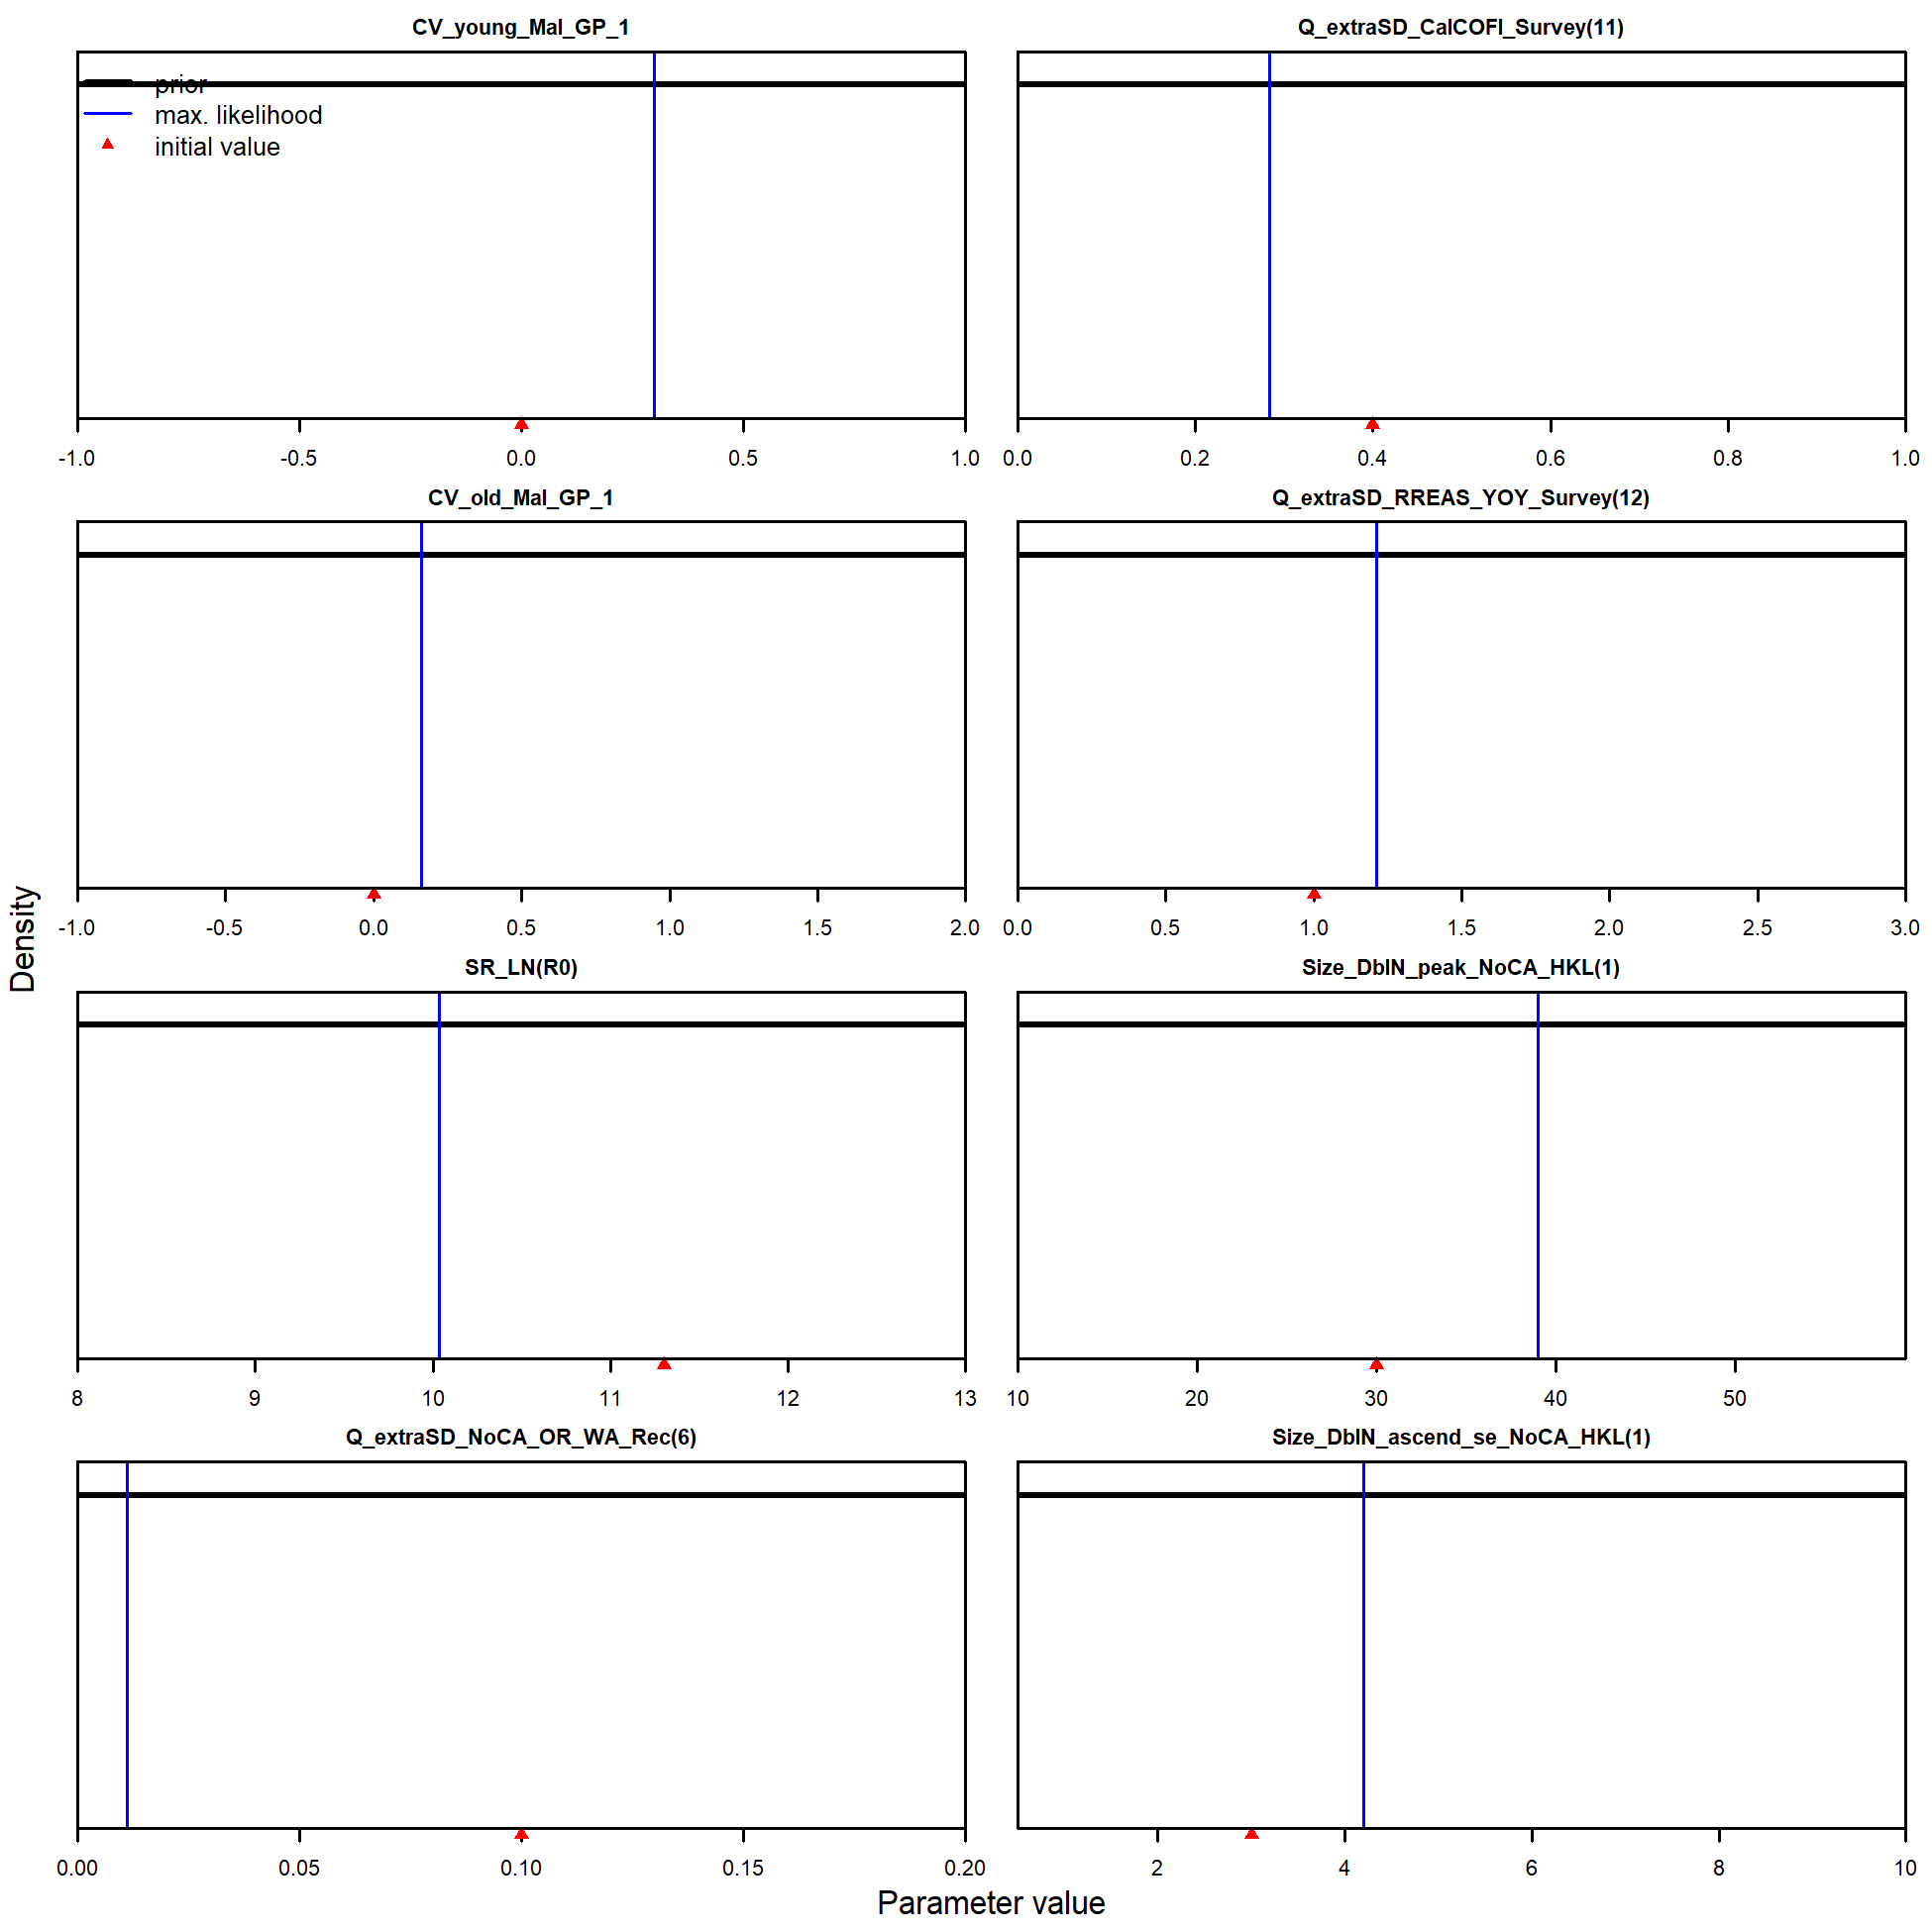 CV_young_Mal_GP_1
prior
max. likelihood
initial value
-1.0 -0.5 0.0 0.5 1.0
Q_extraSD_CalCOFI_Survey(11)
0.0 0.2 0.4 0.6 0.8 1.0
CV_old_Mal_GP_1
-1.0 -0.5 0.0 0.5 1.0 1.5 2.0
Q_extraSD_RREAS_YOY_Survey(12)
0.0 0.5 1.0 1.5 2.0 2.5 3.0
SR_LN(R0)
8 9 10 11 12 13
Size_DblN_peak_NoCA_HKL(1)
10 20 30 40 50
Q_extraSD_NoCA_OR_WA_Rec(6)
0.00 0.05 0.10 0.15 0.20
Size_DblN_ascend_se_NoCA_HKL(1)
2 4 6 8 10
Density
Parameter value